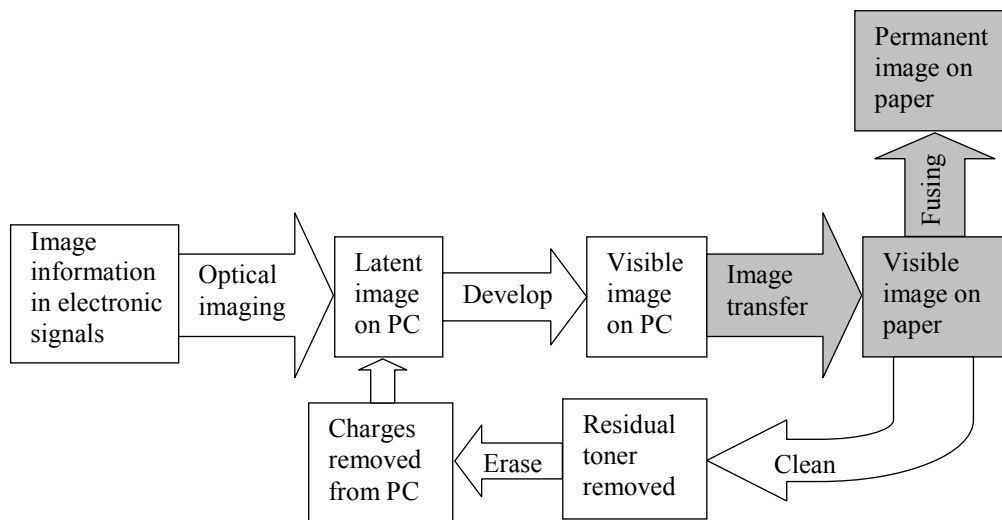 Permanent
image on
paper
Fusing
Image
information
in electronic
signals
Optical
imaging
Latent
image
on PC
Develop
Visible
image
on PC
Image
transfer
Visible
image on
paper
Charges
removed
from PC
Erase
Residual
toner
removed
Clean